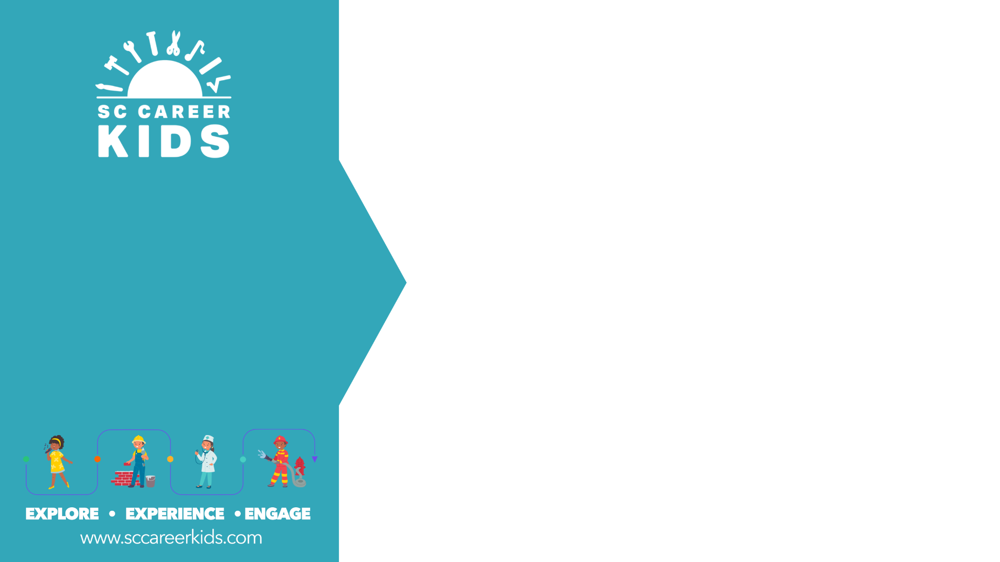 SC CAREER
KIDS
EXPLORE • EXPERIENCE • ENGAGE
www.sccareerkids.com